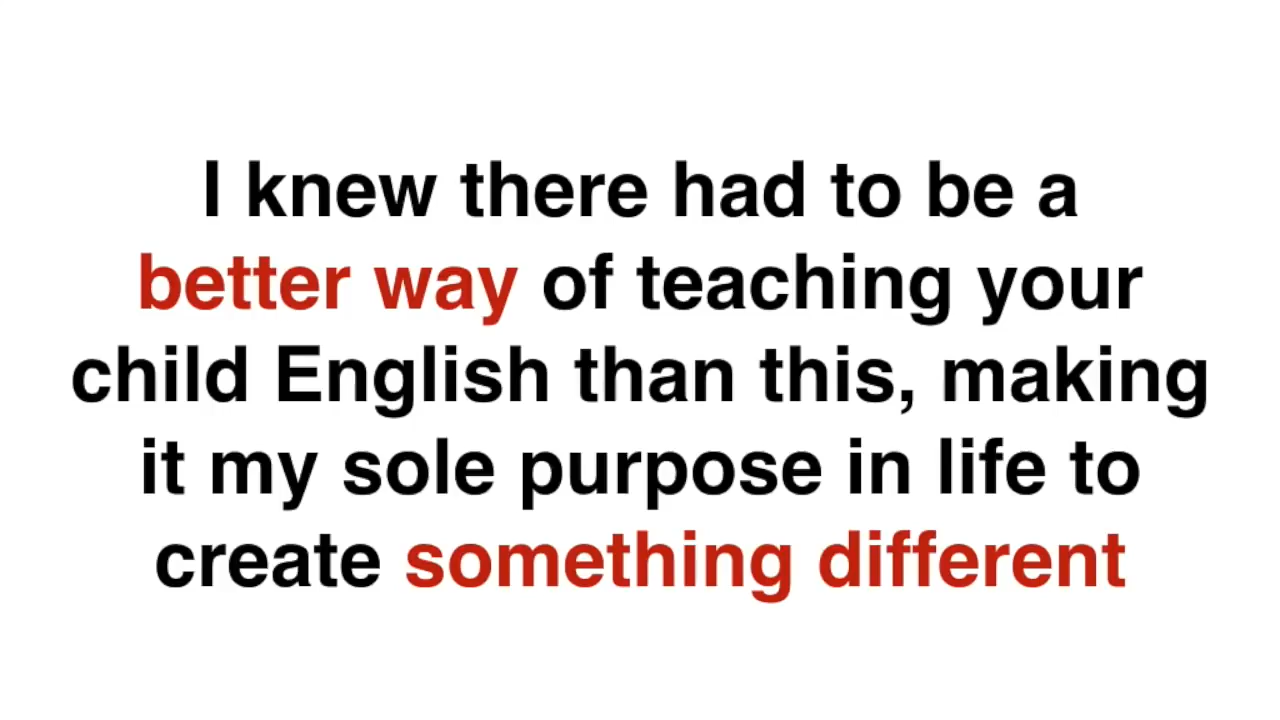 I knew there had to be a
better way of teaching your
child English than this, making
it my sole purpose in life to
create something different